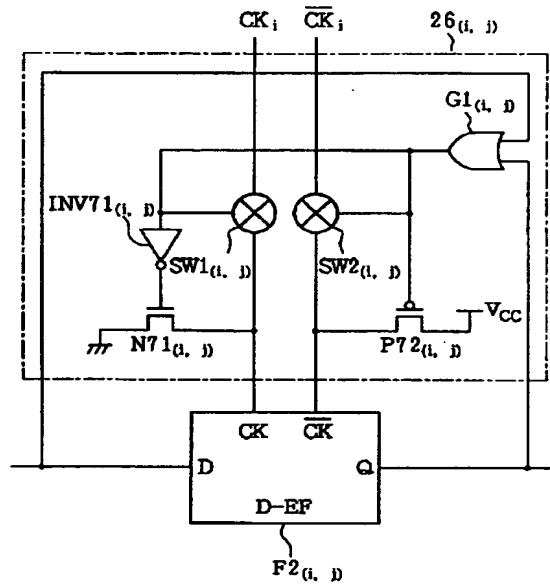 CKi C̅K̅i
26(i, j)
G1(i, j)
INV71(i, j)
SW1(i, j) SW2(i, j)
VCC
N71(i, j) P72(i, j)
CK C̅K̅
D Q
D-EF
F2(i, j)